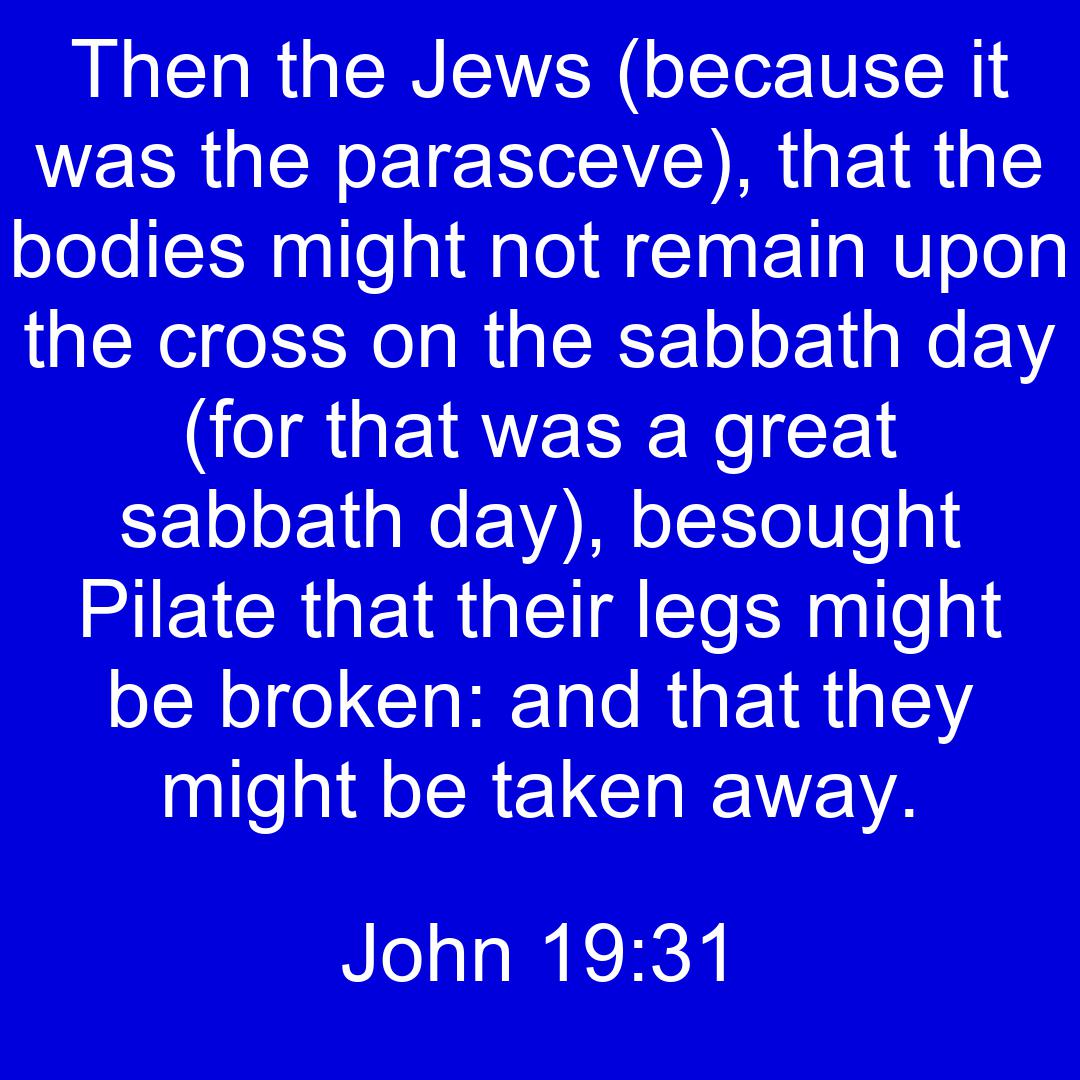 Then the Jews (because it
was the parasceve), that the
bodies might not remain upon
the cross on the sabbath day
(for that was a great
sabbath day), besought
Pilate that their legs might
be broken: and that they
might be taken away.
John 19:31